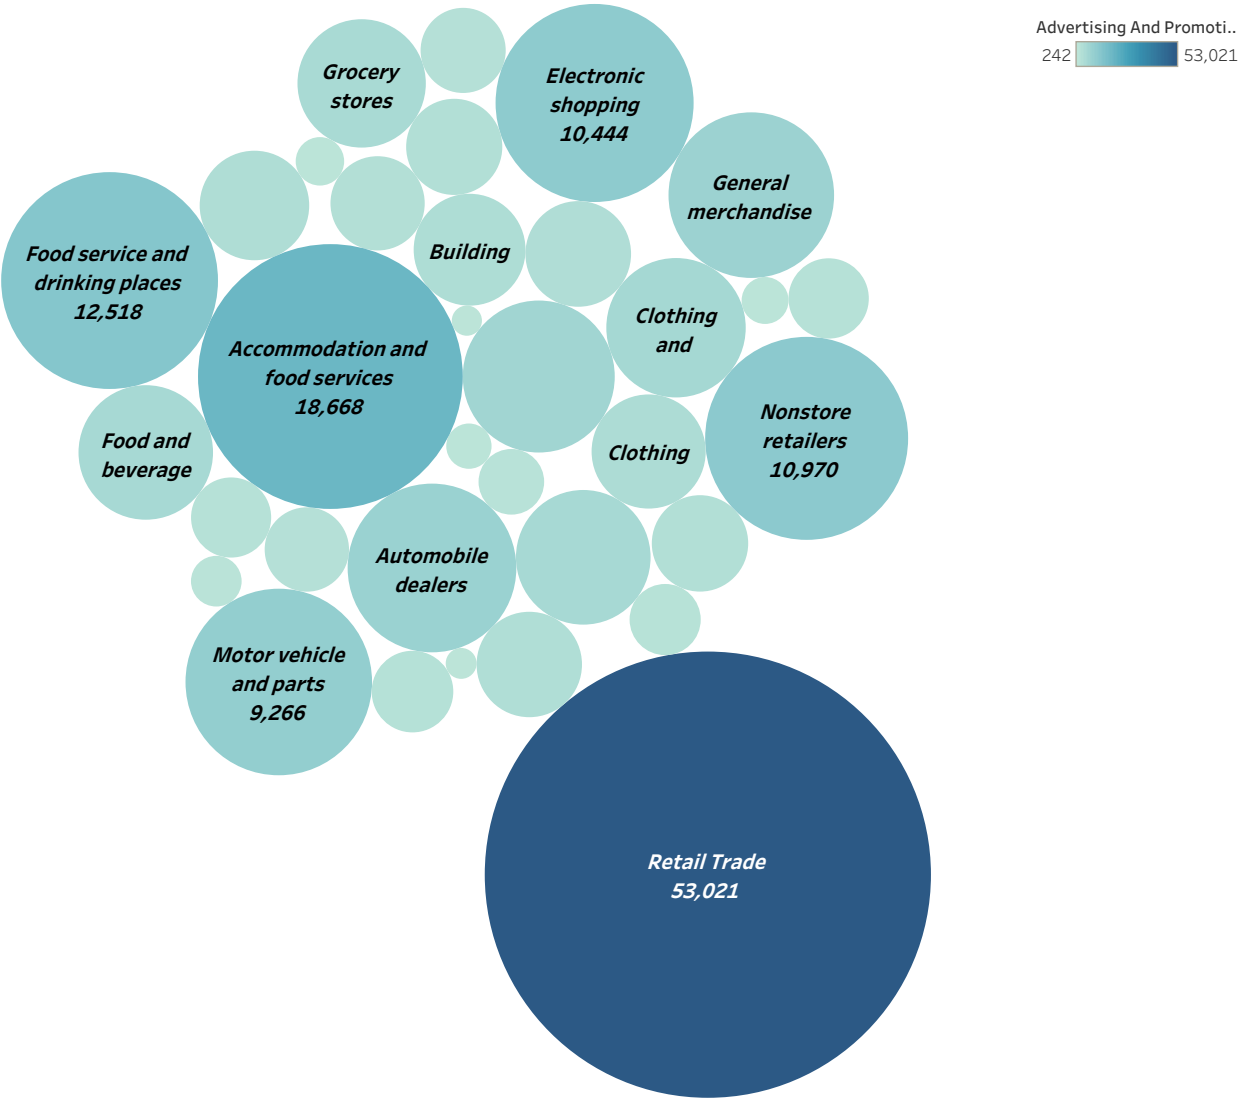 Advertising And Promoti..
242
53,021
Grocery
stores
Electronic
shopping
10,444
General
merchandise
Food service and
drinking places
12,518
Building
Clothing
and
Accommodation and
food services
18,668
Nonstore
retailers
10,970
Food and
beverage
Clothing
Automobile
dealers
Motor vehicle
and parts
9,266
Retail Trade
53,021